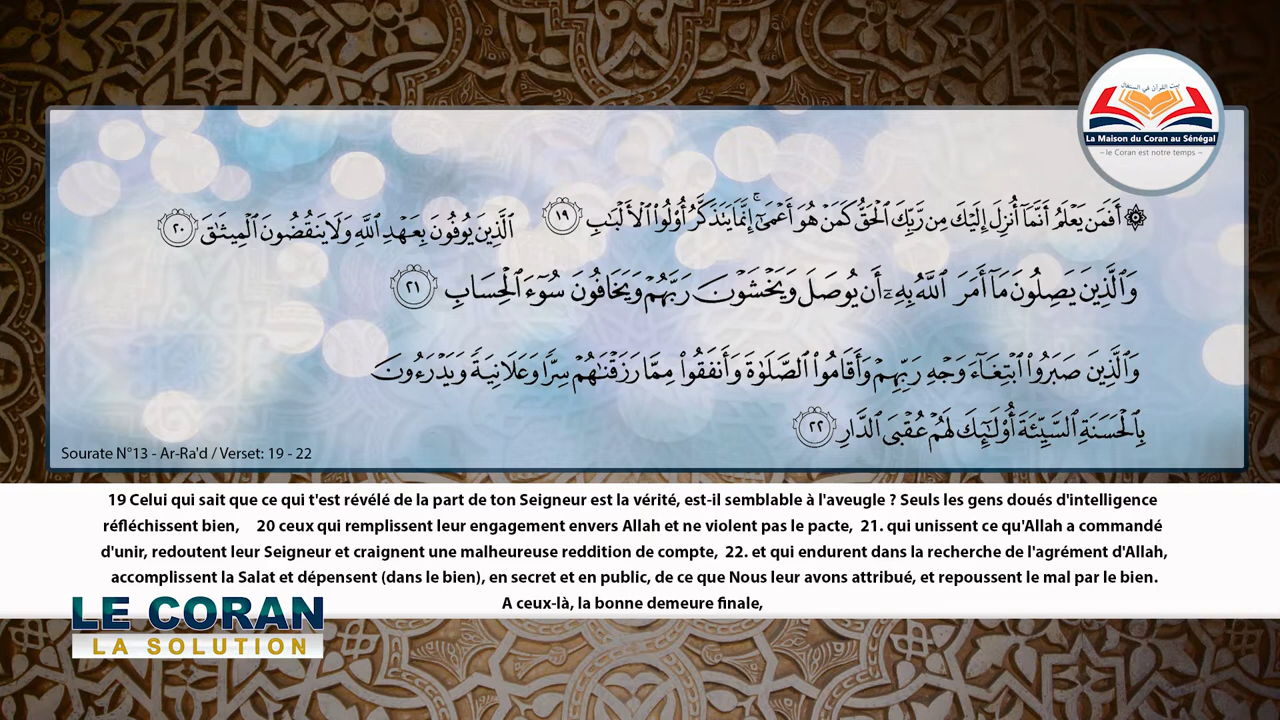 بيت القرآن في السنغال
La Maison du Coran au Sénégal
– le Coran est notre temps –
۞ أَفَمَن يَعْلَمُ أَنَّمَآ أُنزِلَ إِلَيْكَ مِن رَّبِّكَ ٱلْحَقُّ كَمَنْ هُوَ أَعْمَىٰٓ ۚ إِنَّمَا يَتَذَكَّرُ أُو۟لُوا۟ ٱلْأَلْبَـٰبِ ١٩ ٱلَّذِينَ يُوفُونَ بِعَهْدِ ٱللَّهِ وَلَا يَنقُضُونَ ٱلْمِيثَـٰقَ ٢٠
وَٱلَّذِينَ يَصِلُونَ مَآ أَمَرَ ٱللَّهُ بِهِۦٓ أَن يُوصَلَ وَيَخْشَوْنَ رَبَّهُمْ وَيَخَافُونَ سُوٓءَ ٱلْحِسَابِ ٢١
وَٱلَّذِينَ صَبَرُوا۟ ٱبْتِغَآءَ وَجْهِ رَبِّهِمْ وَأَقَامُوا۟ ٱلصَّلَوٰةَ وَأَنفَقُوا۟ مِمَّا رَزَقْنَـٰهُمْ سِرًّا وَعَلَانِيَةً وَيَدْرَءُونَ
بِٱلْحَسَنَةِ ٱلسَّيِّئَةَ أُو۟لَـٰٓئِكَ لَهُمْ عُقْبَى ٱلدَّارِ ٢٢
Sourate N°13 - Ar-Ra'd / Verset: 19 - 22
19 Celui qui sait que ce qui t'est révélé de la part de ton Seigneur est la vérité, est-il semblable à l'aveugle ? Seuls les gens doués d'intelligence
réfléchissent bien, 20 ceux qui remplissent leur engagement envers Allah et ne violent pas le pacte, 21. qui unissent ce qu'Allah a commandé
d'unir, redoutent leur Seigneur et craignent une malheureuse reddition de compte, 22. et qui endurent dans la recherche de l'agrément d'Allah,
accomplissent la Salat et dépensent (dans le bien), en secret et en public, de ce que Nous leur avons attribué, et repoussent le mal par le bien.
A ceux-là, la bonne demeure finale,
LE CORAN
LA SOLUTION